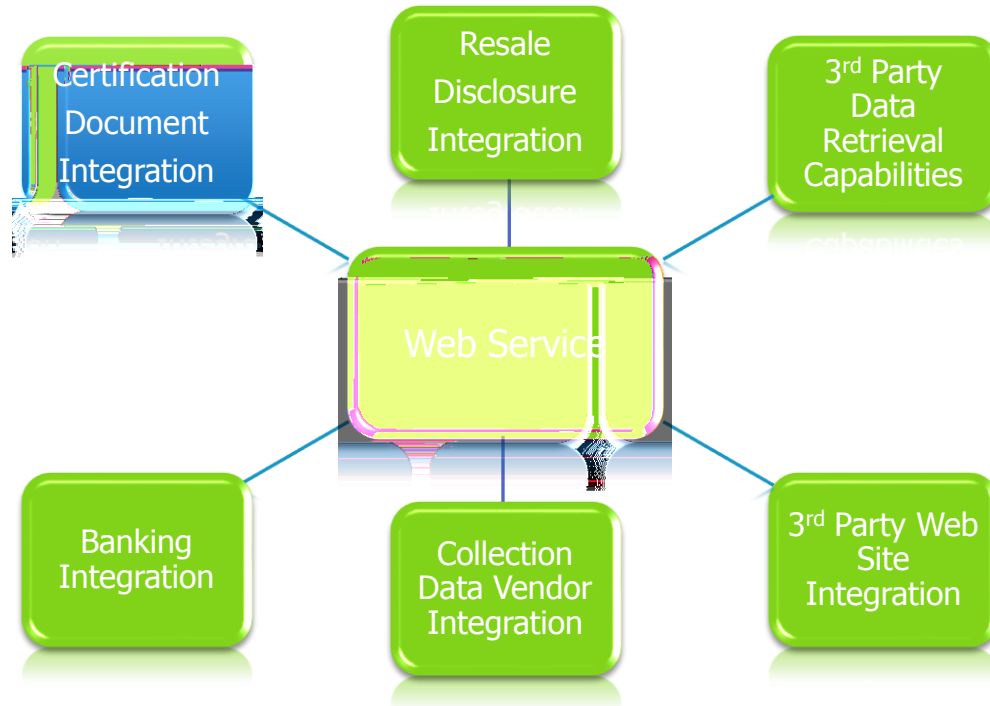 Certification
Document
Integration
Resale
Disclosure
Integration
3rd Party
Data
Retrieval
Capabilities
Web Service
Banking
Integration
Collection
Data Vendor
Integration
3rd Party Web
Site
Integration